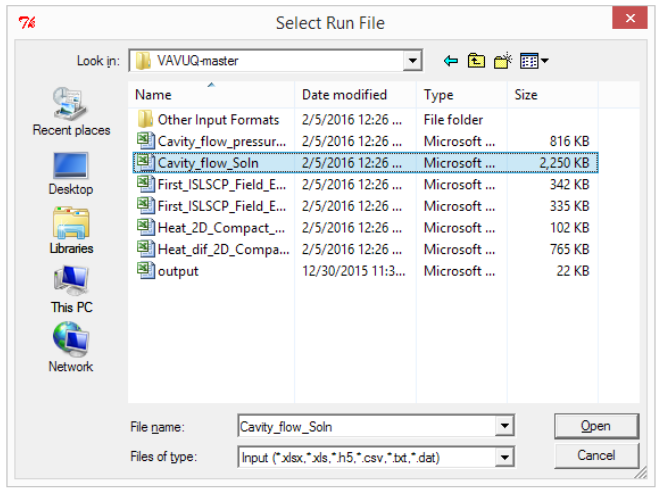 Select Run File
Look in: VAVUQ-master
Name Date modified Type Size
Other Input Formats 2/5/2016 12:26 ... File folder
Cavity_flow_pressur... 2/5/2016 12:26 ... Microsoft ... 816 KB
Cavity_flow_Soln 2/5/2016 12:26 ... Microsoft ... 2,250 KB
First_ISLSCP_Field_E... 2/5/2016 12:26 ... Microsoft ... 342 KB
First_ISLSCP_Field_E... 2/5/2016 12:26 ... Microsoft ... 335 KB
Heat_2D_Compact_... 2/5/2016 12:26 ... Microsoft ... 102 KB
Heat_dif_2D_Compa... 2/5/2016 12:26 ... Microsoft ... 765 KB
output 12/30/2015 11:3... Microsoft ... 22 KB
Recent places
Desktop
Libraries
This PC
Network
File name: Cavity_flow_Soln Open
Files of type: Input (*.xlsx,*.xls,*.h5,*.csv,*.txt,*.dat) Cancel